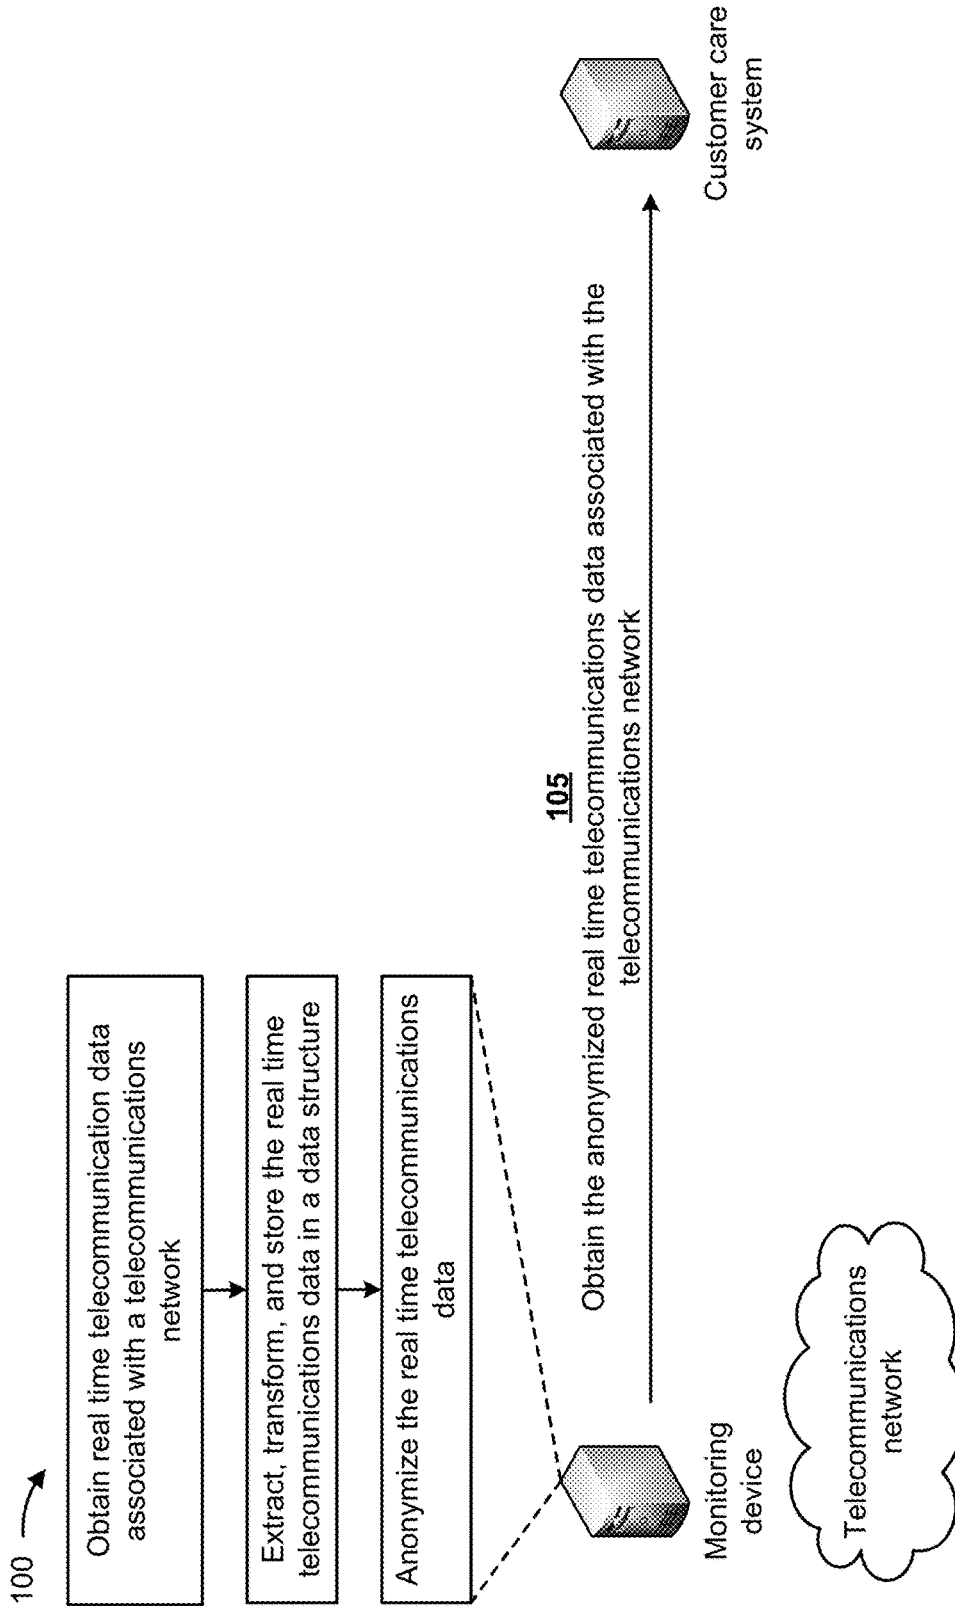 100
Obtain real time telecommunication data
associated with a telecommunications
network
Extract, transform, and store the real time
telecommunications data in a data structure
Anonymize the real time telecommunications
data
105
Obtain the anonymized real time telecommunications data associated with the
telecommunications network
Monitoring
device
Customer care
system
Telecommunications
network